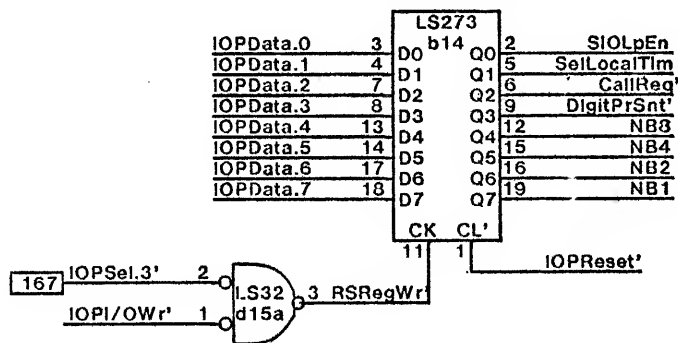 LS273
b14
IOPData.0 3 D0 Q0 2 SIOLpEn
IOPData.1 4 D1 Q1 5 SelLocalTim
IOPData.2 7 D2 Q2 6 CallReq'
IOPData.3 8 D3 Q3 9 DigitPrSnt'
IOPData.4 13 D4 Q4 12 NB8
IOPData.5 14 D5 Q5 15 NB4
IOPData.6 17 D6 Q6 16 NB2
IOPData.7 18 D7 Q7 19 NB1
CK CL'
11 1
IOPReset'
167 IOPSel.3' 2
LS32 3 RSRegWr'
IOPI/OWr' 1 d15a